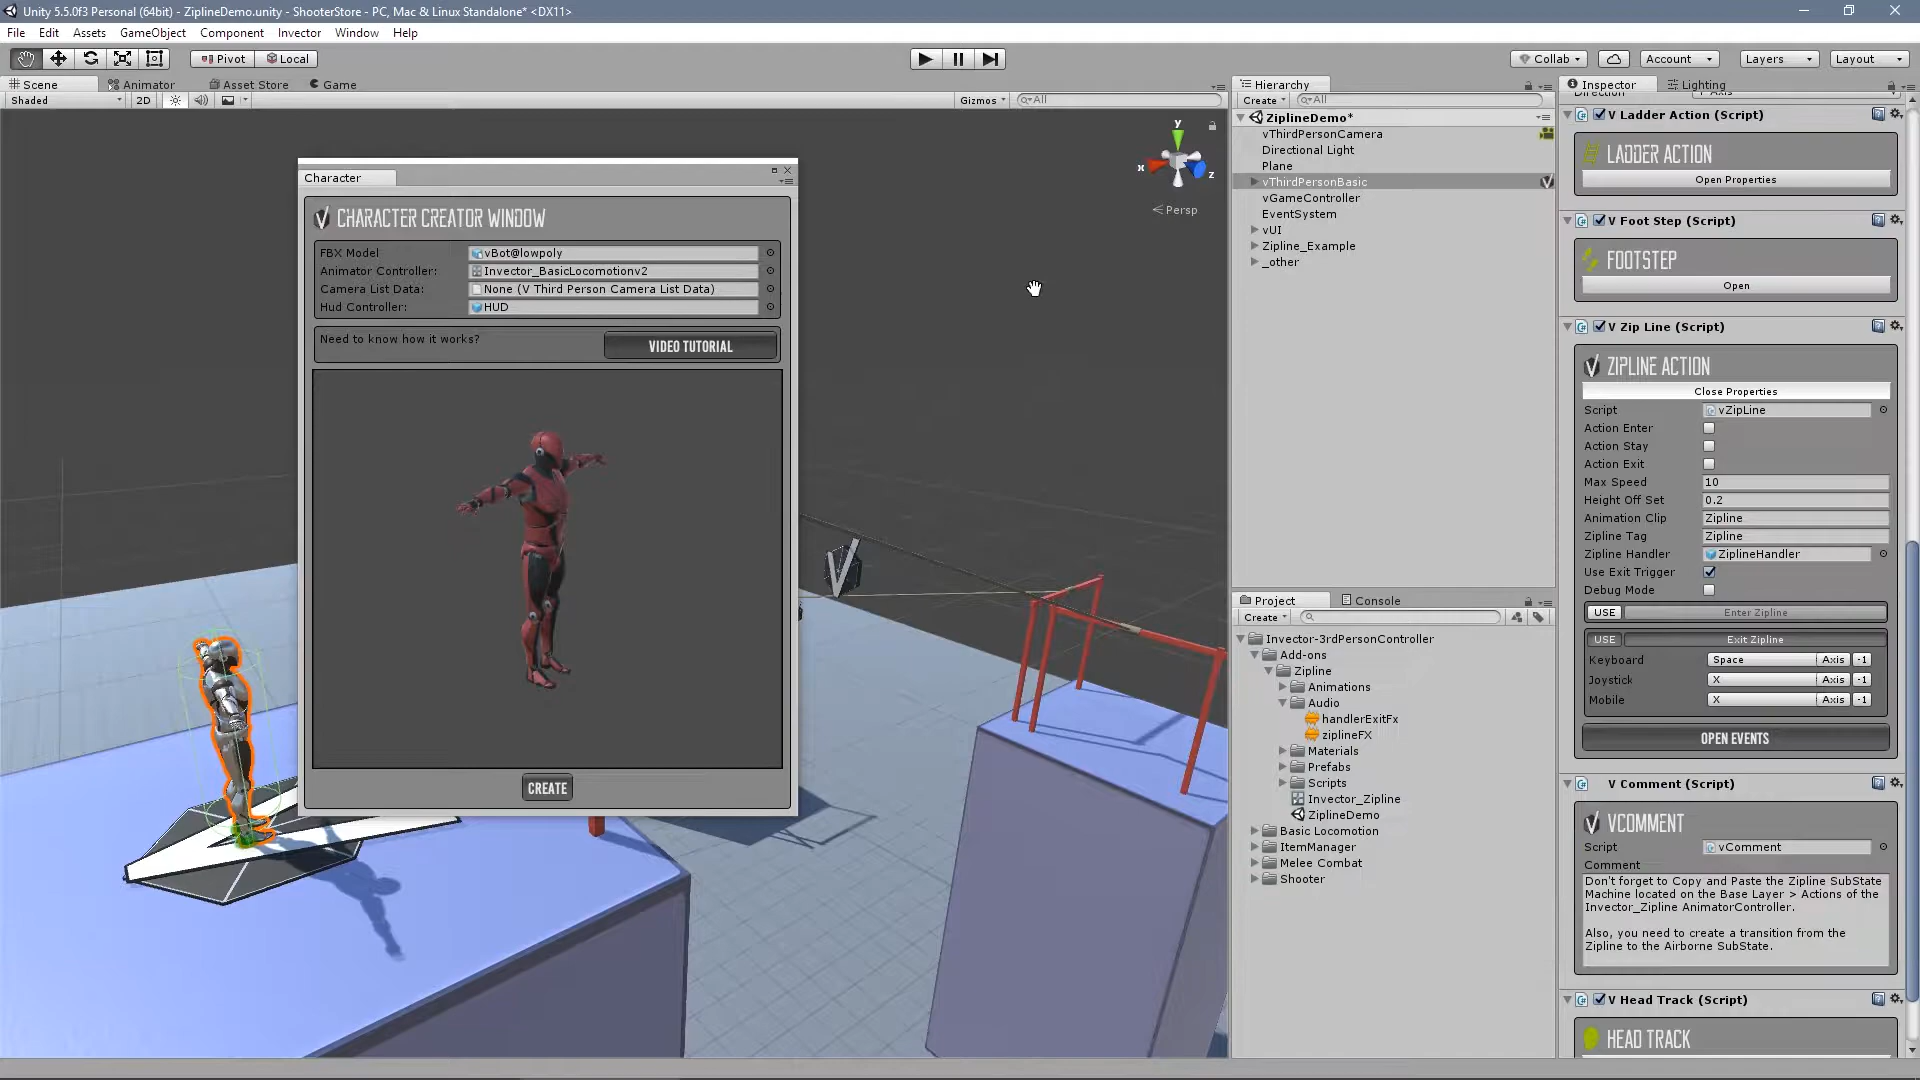 Unity 5.5.0f3 Personal (64bit) - ZiplineDemo.unity - ShooterStore - PC, Mac & Linux Standalone* <DX11>
File Edit Assets GameObject Component Invector Window Help
Pivot Local Collab Account Layers Layout
Scene Animator Asset Store Game
Shaded 2D Gizmos All
y
x
z
Persp
Character
CHARACTER CREATOR WINDOW
FBX Model vBot@lowpoly
Animator Controller: Invector_BasicLocomotionv2
Camera List Data: None (V Third Person Camera List Data)
Hud Controller: HUD
Need to know how it works? VIDEO TUTORIAL
CREATE
Hierarchy
Create All
ZiplineDemo*
vThirdPersonCamera
Directional Light
Plane
vThirdPersonBasic
vGameController
EventSystem
vUI
Zipline_Example
_other
Project Console
Create
Invector-3rdPersonController
Add-ons
Zipline
Animations
Audio
handlerExitFx
ziplineFX
Materials
Prefabs
Scripts
Invector_Zipline
ZiplineDemo
Basic Locomotion
ItemManager
Melee Combat
Shooter
Inspector Lighting
V Ladder Action (Script)
LADDER ACTION
Open Properties
V Foot Step (Script)
FOOTSTEP
Open
V Zip Line (Script)
ZIPLINE ACTION
Close Properties
Script vZipLine
Action Enter
Action Stay
Action Exit
Max Speed 10
Height Off Set 0.2
Animation Clip Zipline
Zipline Tag Zipline
Zipline Handler ZiplineHandler
Use Exit Trigger
Debug Mode
USE Enter Zipline
USE Exit Zipline
Keyboard Space Axis -1
Joystick X Axis -1
Mobile X Axis -1
OPEN EVENTS
V Comment (Script)
VCOMMENT
Script vComment
Comment
Don't forget to Copy and Paste the Zipline SubState
Machine located on the Base Layer > Actions of the
Invector_Zipline AnimatorController.
Also, you need to create a transition from the
Zipline to the Airborne SubState.
V Head Track (Script)
HEAD TRACK